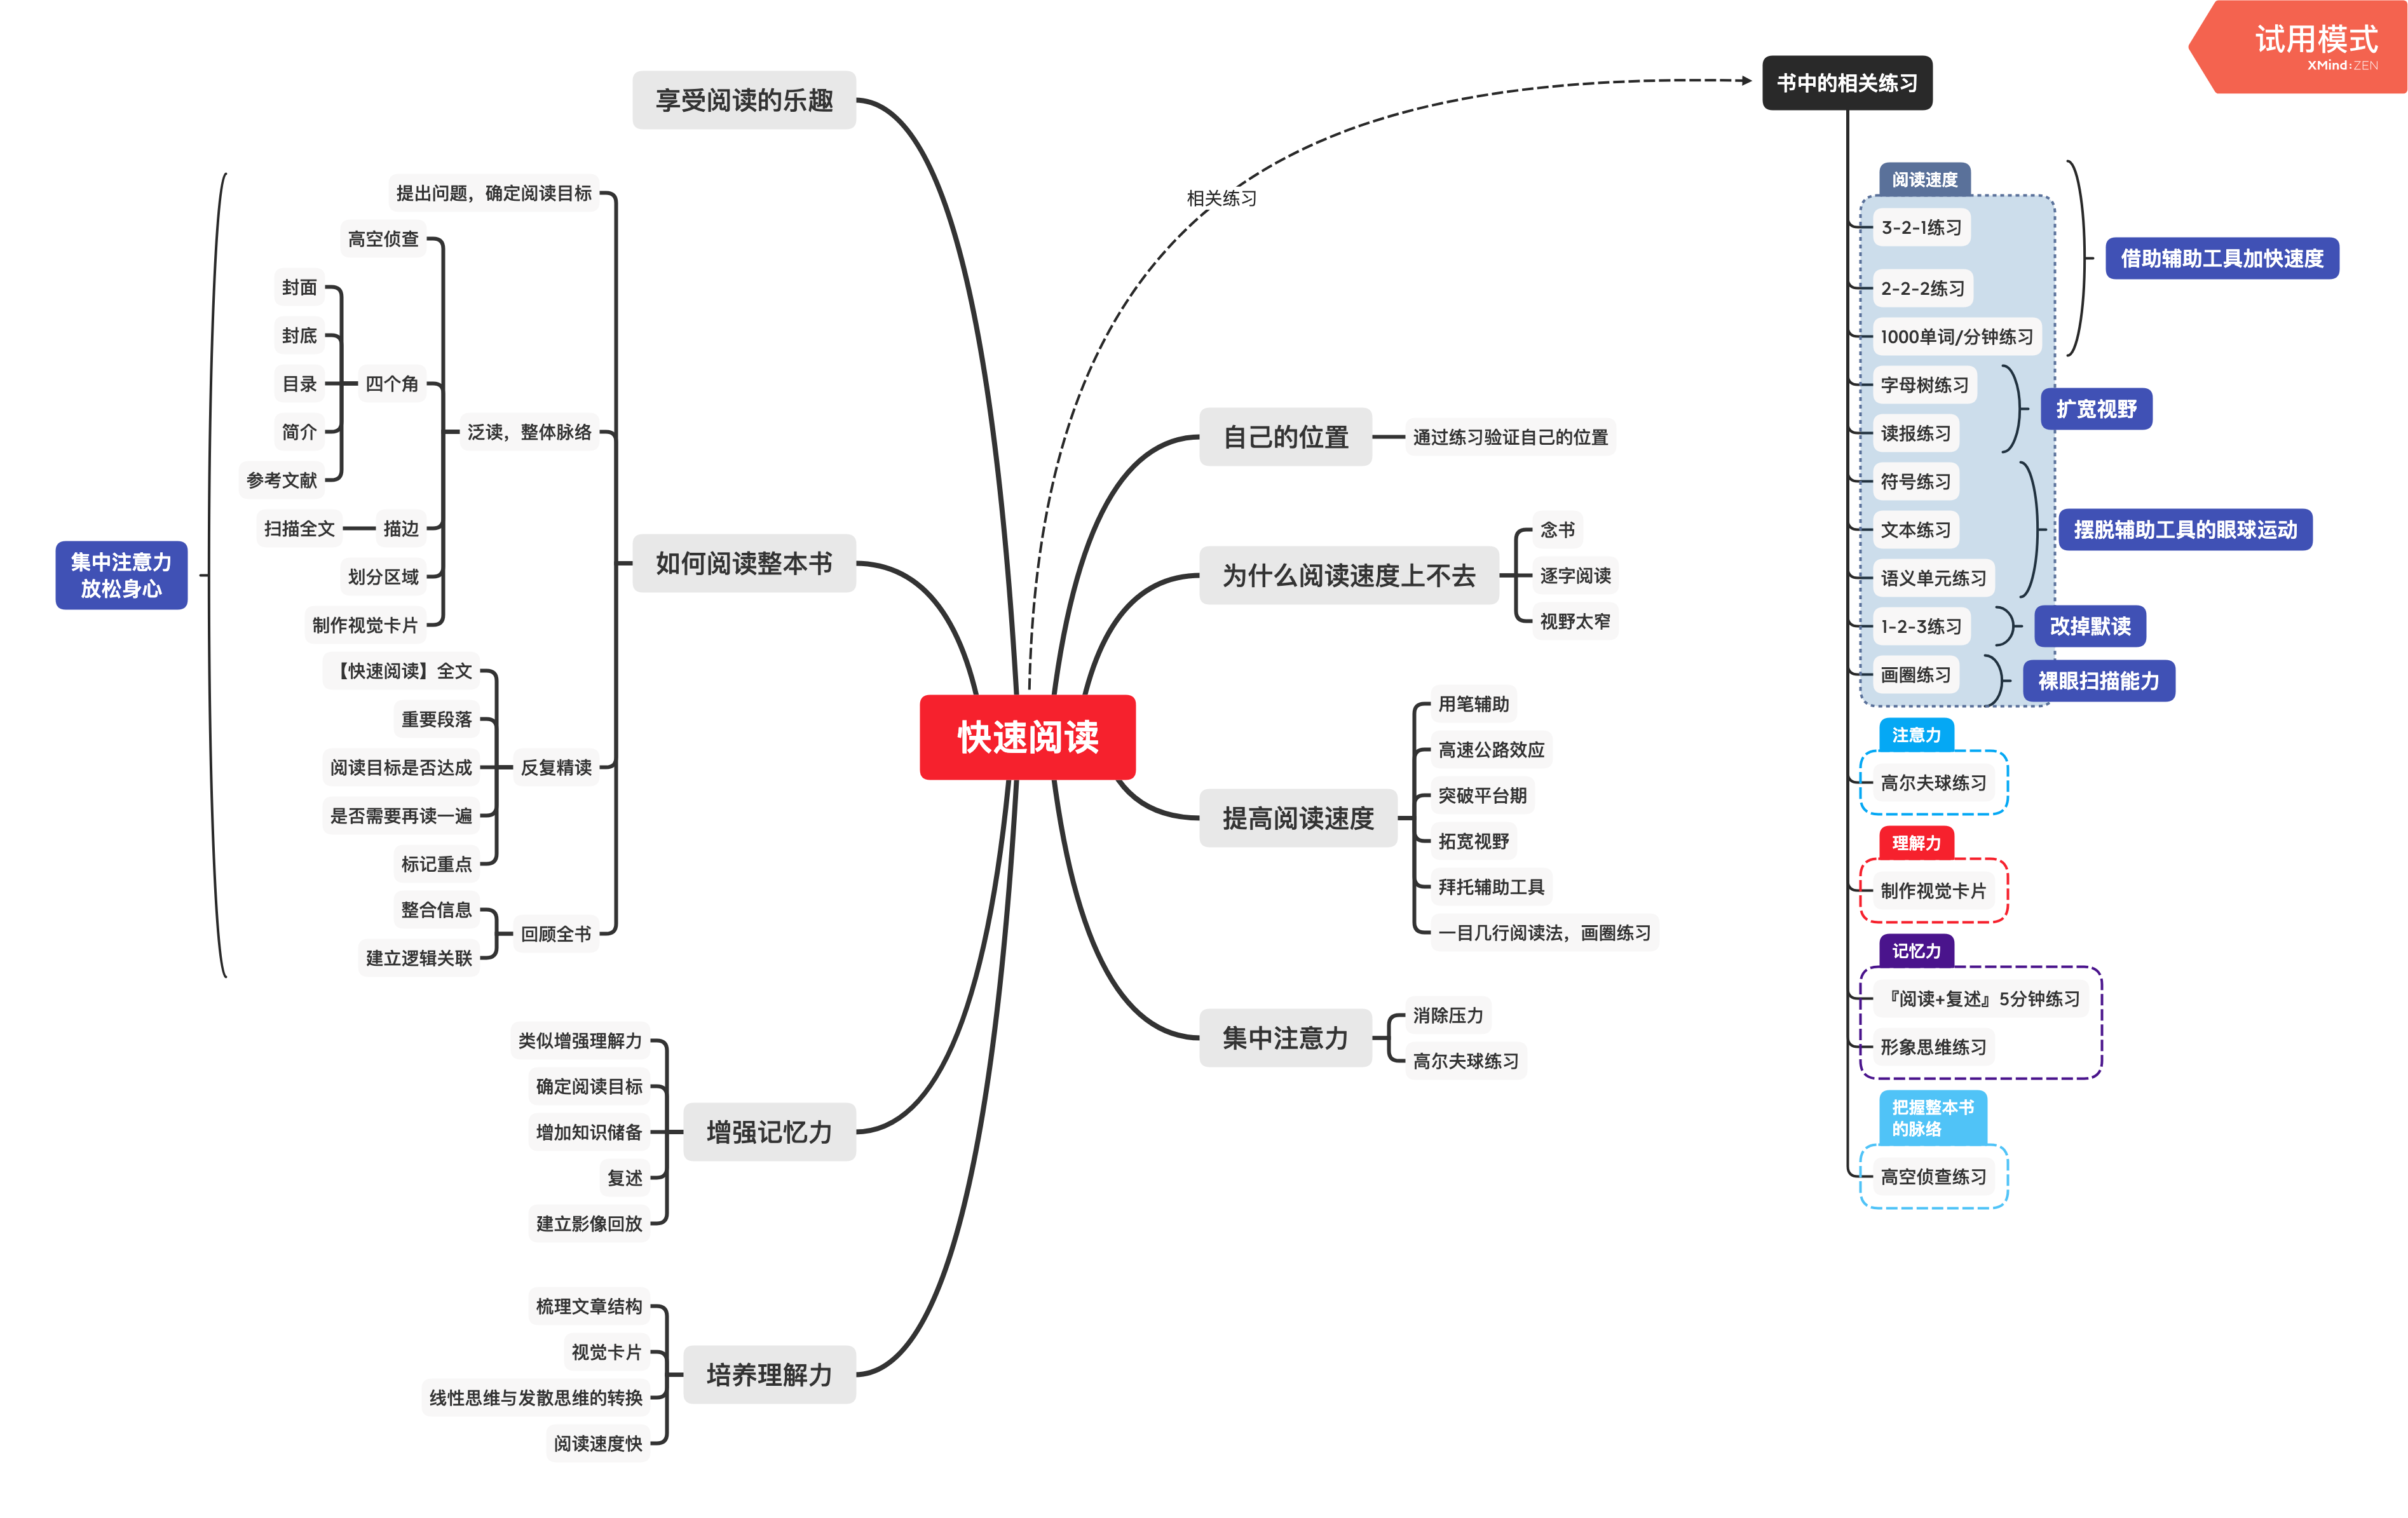 快速阅读
自己的位置
通过练习验证自己的位置
为什么阅读速度上不去
念书
逐字阅读
视野太窄
提高阅读速度
用笔辅助
高速公路效应
突破平台期
拓宽视野
拜托辅助工具
一目几行阅读法，画圈练习
集中注意力
消除压力
高尔夫球练习
享受阅读的乐趣
如何阅读整本书
提出问题，确定阅读目标
泛读，整体脉络
高空侦查
四个角
封面
封底
目录
简介
参考文献
描边
扫描全文
划分区域
制作视觉卡片
反复精读
【快速阅读】全文
重要段落
阅读目标是否达成
是否需要再读一遍
标记重点
回顾全书
整合信息
建立逻辑关联
集中注意力
放松身心
增强记忆力
类似增强理解力
确定阅读目标
增加知识储备
复述
建立影像回放
培养理解力
梳理文章结构
视觉卡片
线性思维与发散思维的转换
阅读速度快
相关练习
书中的相关练习
阅读速度
3-2-1练习
2-2-2练习
1000单词/分钟练习
借助辅助工具加快速度
字母树练习
读报练习
扩宽视野
符号练习
文本练习
语义单元练习
摆脱辅助工具的眼球运动
1-2-3练习
改掉默读
画圈练习
裸眼扫描能力
注意力
高尔夫球练习
理解力
制作视觉卡片
记忆力
『阅读+复述』5分钟练习
形象思维练习
把握整本书
的脉络
高空侦查练习
试用模式
XMind:ZEN